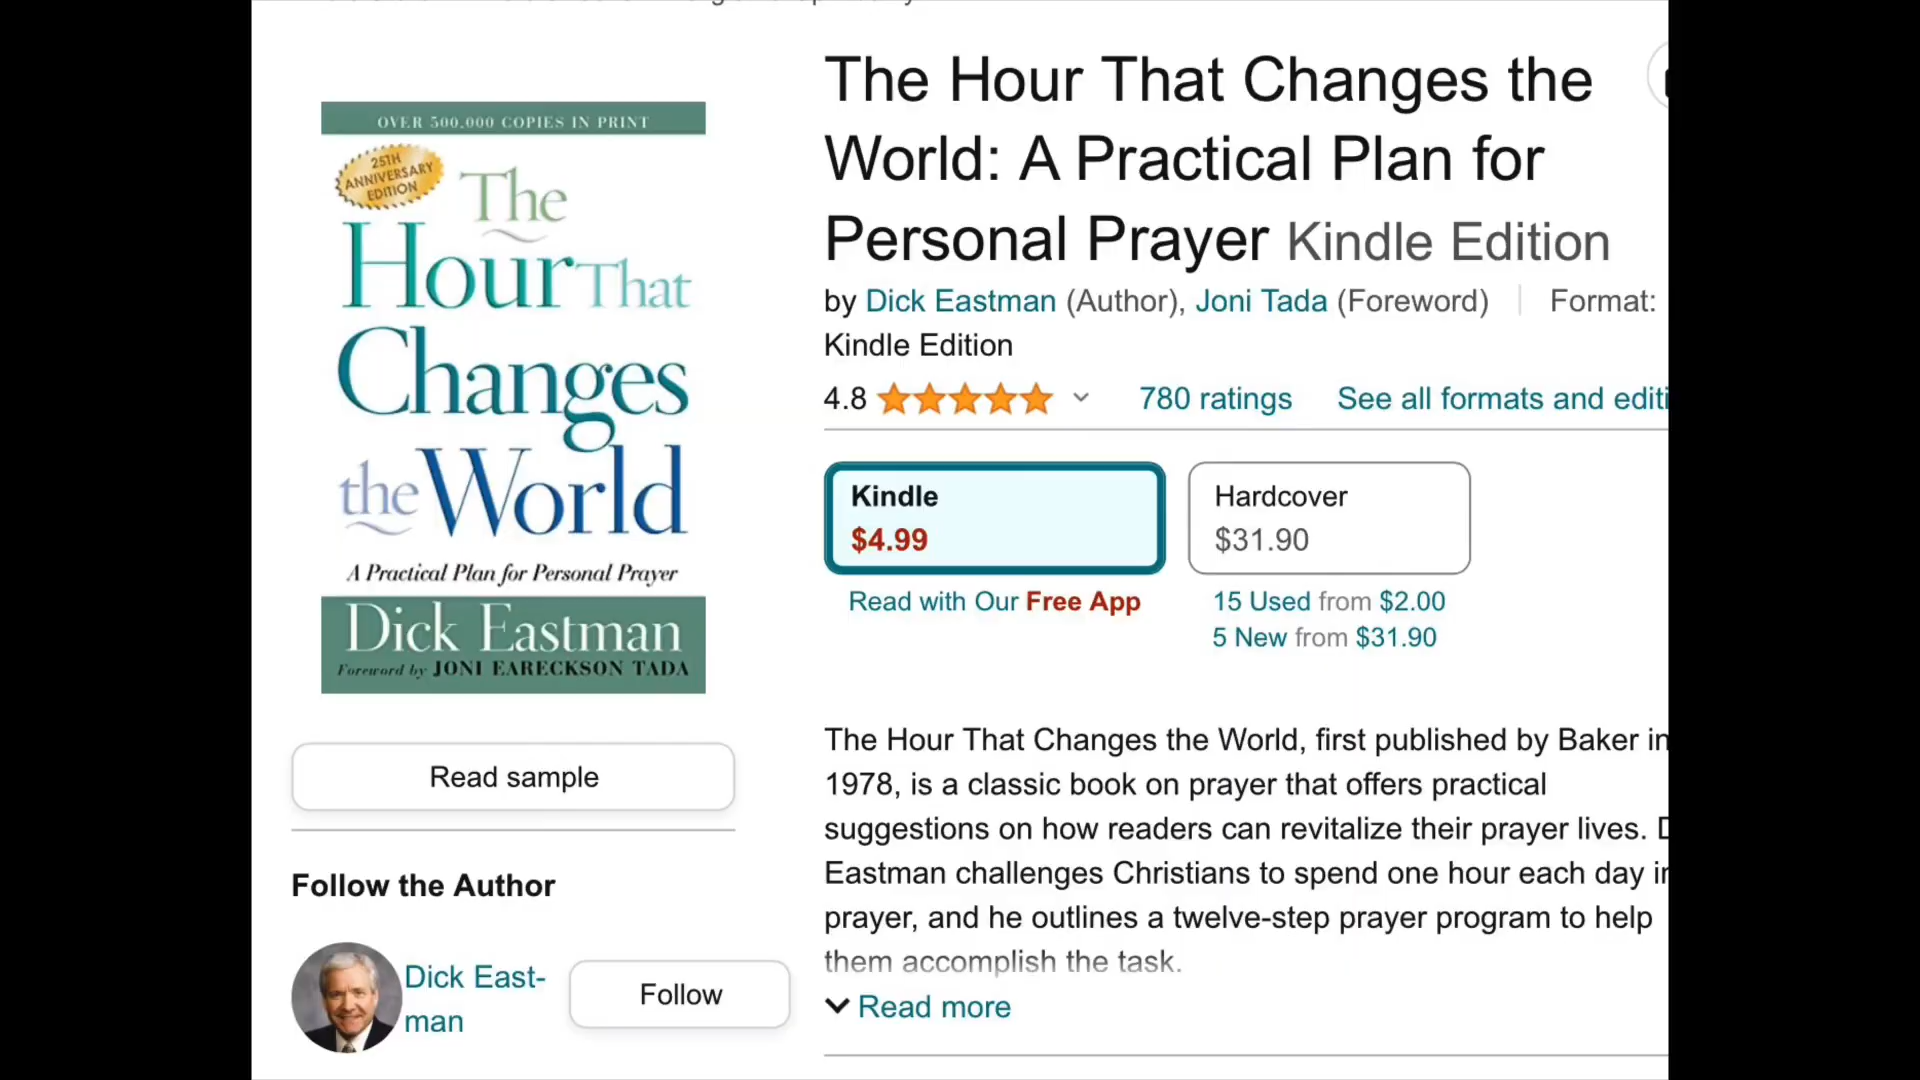 OVER 500,000 COPIES IN PRINT
25TH
ANNIVERSARY
EDITION
The
Hour That
Changes
the World
A Practical Plan for Personal Prayer
Dick Eastman
Foreword by JONI EARECKSON TADA
Read sample
Follow the Author
Dick East-
man
Follow
The Hour That Changes the
World: A Practical Plan for
Personal Prayer Kindle Edition
by Dick Eastman (Author), Joni Tada (Foreword) Format:
Kindle Edition
4.8 780 ratings See all formats and editi
Kindle
$4.99
Read with Our Free App
Hardcover
$31.90
15 Used from $2.00
5 New from $31.90
The Hour That Changes the World, first published by Baker in
1978, is a classic book on prayer that offers practical
suggestions on how readers can revitalize their prayer lives.
Eastman challenges Christians to spend one hour each day in
prayer, and he outlines a twelve-step prayer program to help
them accomplish the task.
Read more